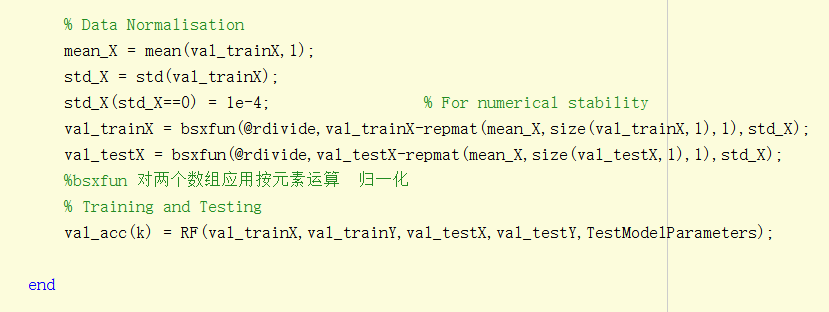 % Data Normalisation
mean_X = mean(val_trainX,1);
std_X = std(val_trainX);
std_X(std_X==0) = 1e-4; % For numerical stability
val_trainX = bsxfun(@rdivide,val_trainX-repmat(mean_X,size(val_trainX,1),1),std_X);
val_testX = bsxfun(@rdivide,val_testX-repmat(mean_X,size(val_testX,1),1),std_X);
%bsxfun 对两个数组应用按元素运算 归一化
% Training and Testing
val_acc(k) = RF(val_trainX,val_trainY,val_testX,val_testY,TestModelParameters);
end